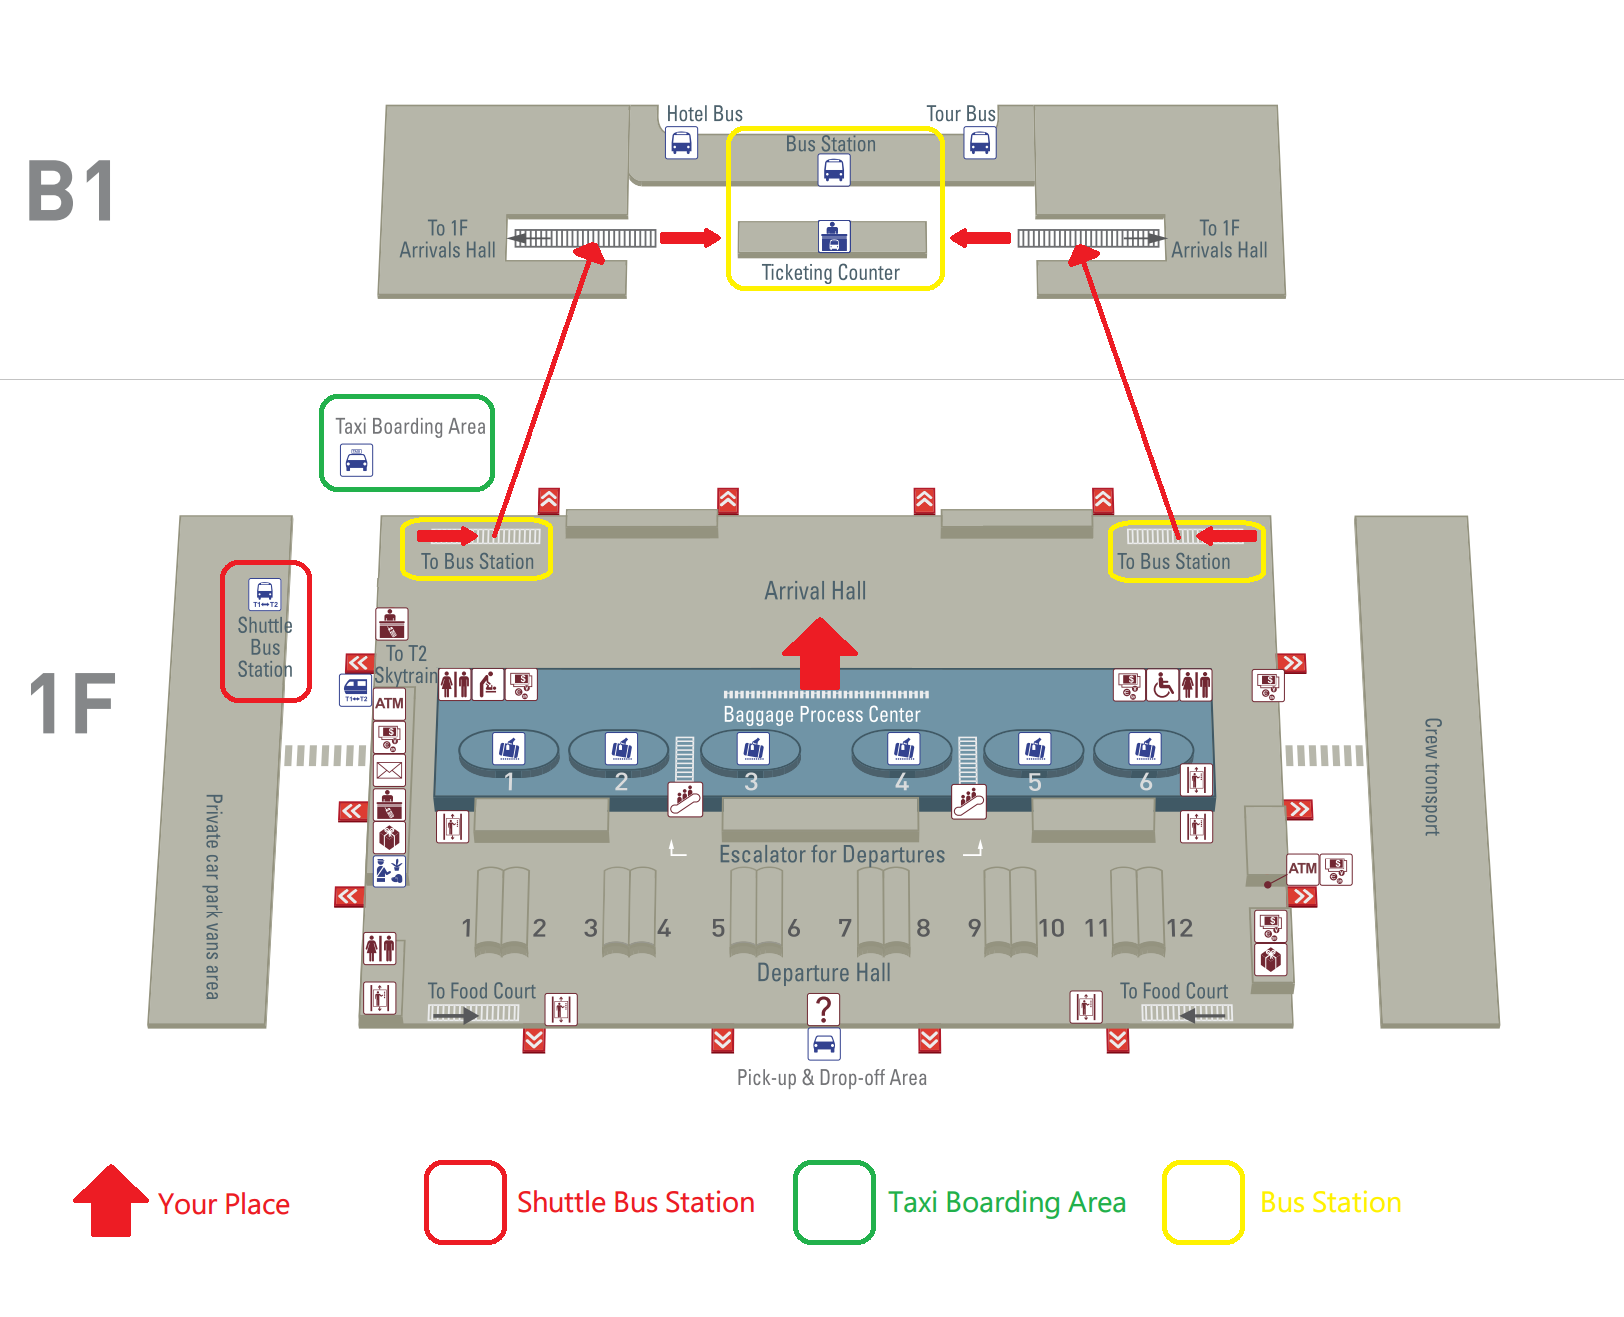 B1
Hotel Bus
Tour Bus
Bus Station
To 1F
Arrivals Hall
To 1F
Arrivals Hall
Ticketing Counter
1F
Taxi Boarding Area
TAXI
To Bus Station
To Bus Station
Arrival Hall
T1↔T2
Shuttle
Bus
Station
To T2
Skytrain
T1↔T2
ATM
Baggage Process Center
1
2
3
4
5
6
Private car park vans area
Crew tronsport
Escalator for Departures
ATM
1
2
3
4
5
6
7
8
9
10
11
12
Departure Hall
To Food Court
To Food Court
?
Pick-up & Drop-off Area
Your Place
Shuttle Bus Station
Taxi Boarding Area
Bus Station